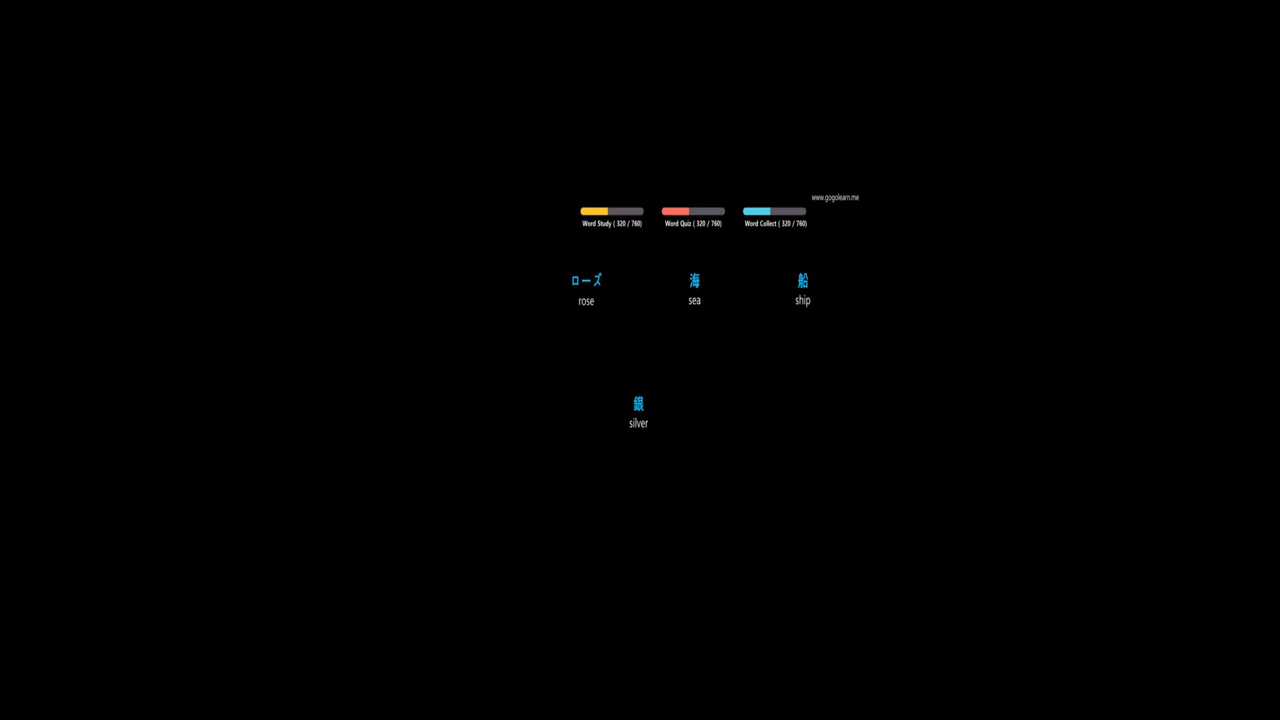 www.gogolearn.me
Word Study ( 320 / 760)
Word Quiz ( 320 / 760)
Word Collect ( 320 / 760)
ローズ
rose
海
sea
船
ship
銀
silver